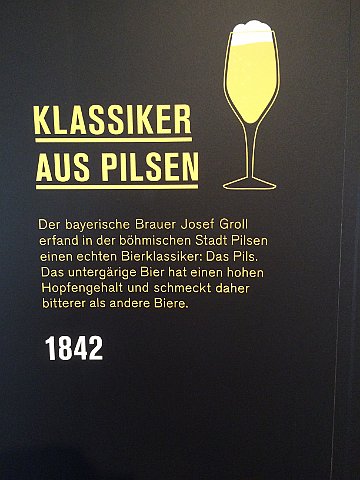 KLASSIKER
AUS PILSEN
Der bayerische Brauer Josef Groll
erfand in der böhmischen Stadt Pilsen
einen echten Bierklassiker: Das Pils.
Das untergärige Bier hat einen hohen
Hopfengehalt und schmeckt daher
bitterer als andere Biere.
1842